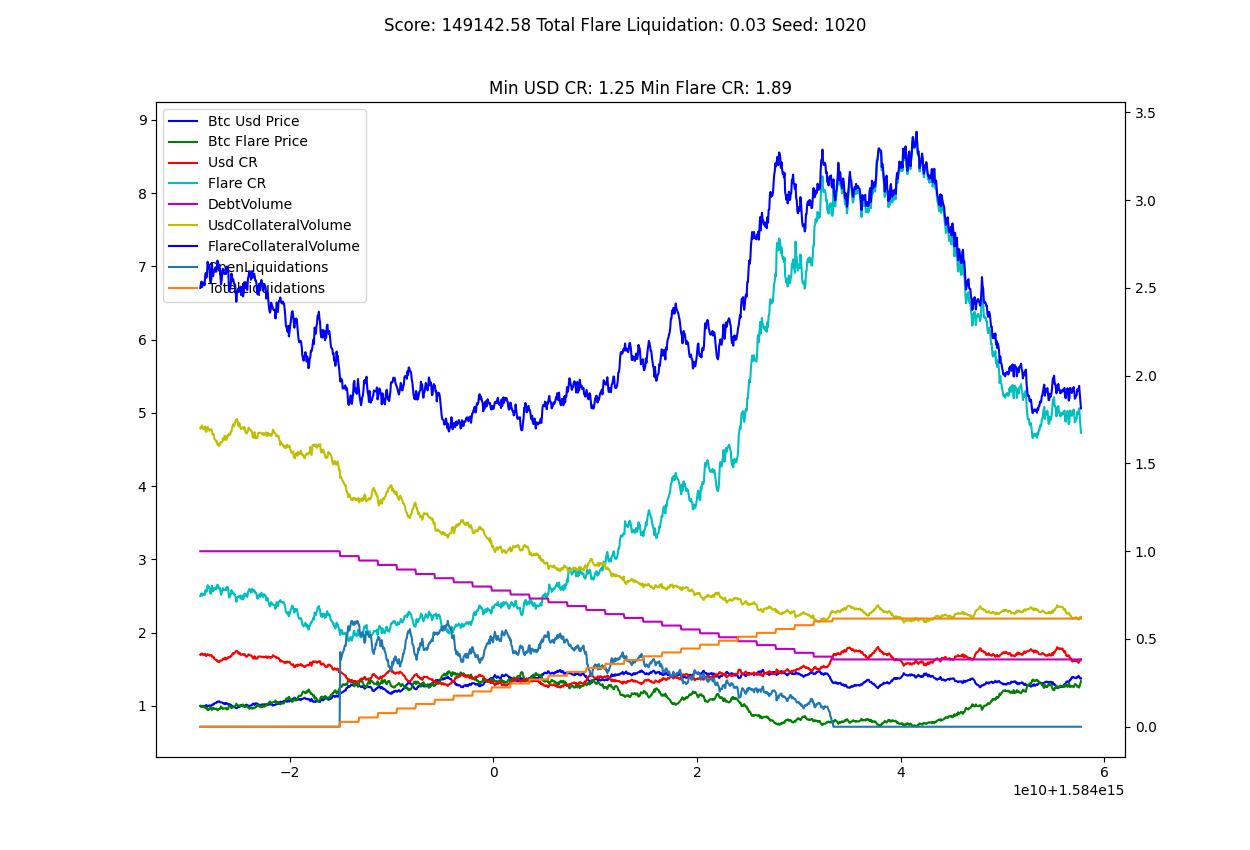 Score: 149142.58 Total Flare Liquidation: 0.03 Seed: 1020
Min USD CR: 1.25 Min Flare CR: 1.89
Btc Usd Price
Btc Flare Price
Usd CR
Flare CR
DebtVolume
UsdCollateralVolume
FlareCollateralVolume
OpenLiquidations
TotalLiquidations
9
8
7
6
5
4
3
2
1
3.5
3.0
2.5
2.0
1.5
1.0
0.5
0.0
−2
0
2
4
6
1e10+1.584e15